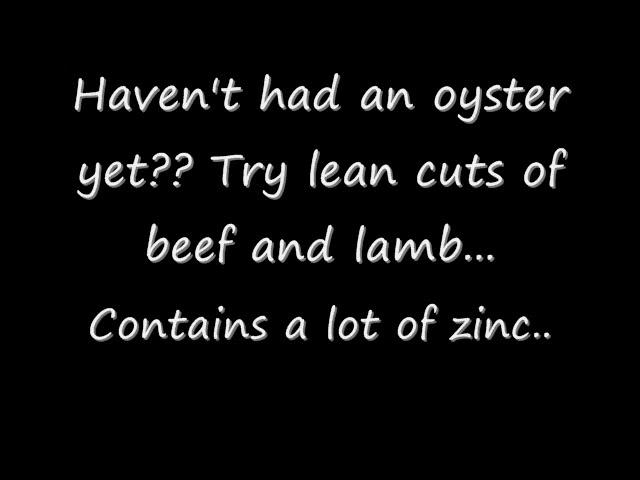 Haven't had an oyster
yet?? Try lean cuts of
beef and lamb...
Contains a lot of zinc..